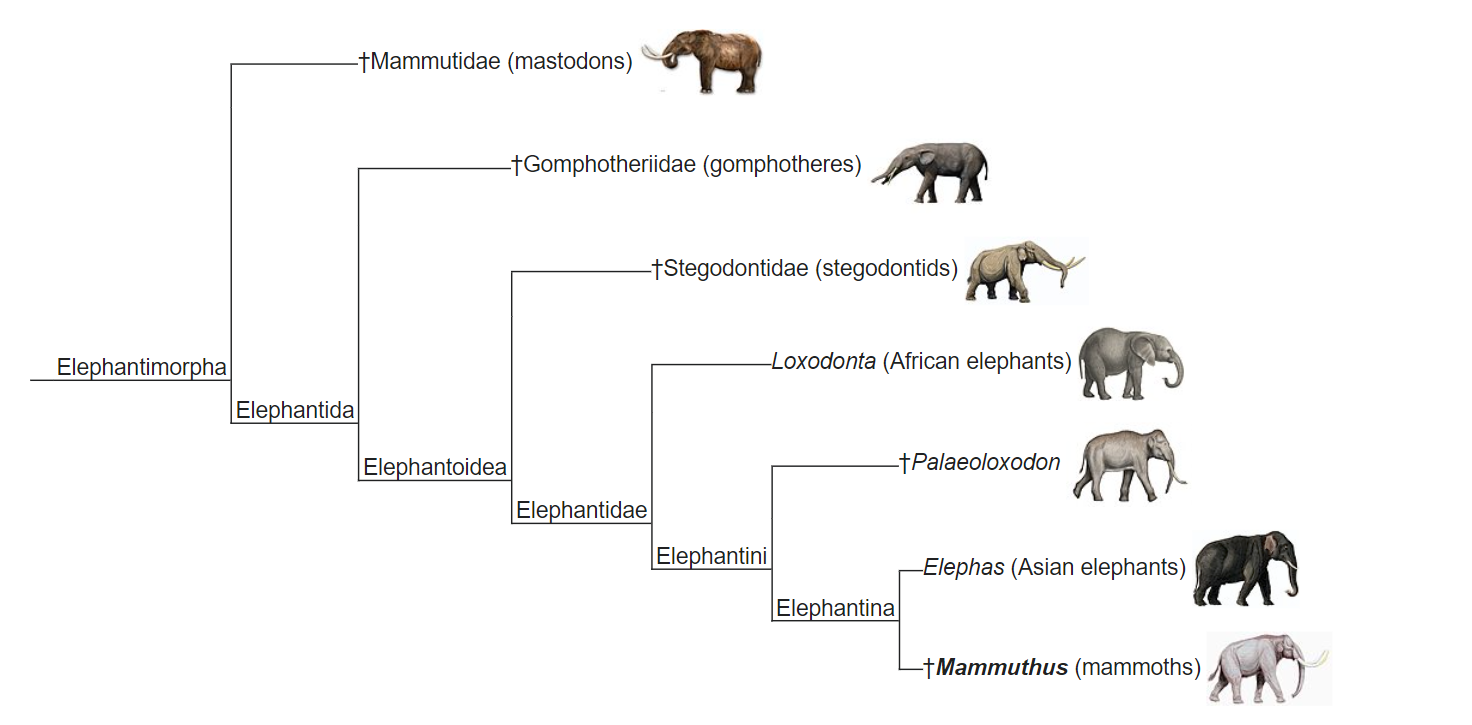 †Mammutidae (mastodons)
†Gomphotheriidae (gomphotheres)
†Stegodontidae (stegodontids)
Loxodonta (African elephants)
Elephantimorpha
Elephantida
†Palaeoloxodon
Elephantoidea
Elephantidae
Elephantini
Elephas (Asian elephants)
Elephantina
†Mammuthus (mammoths)